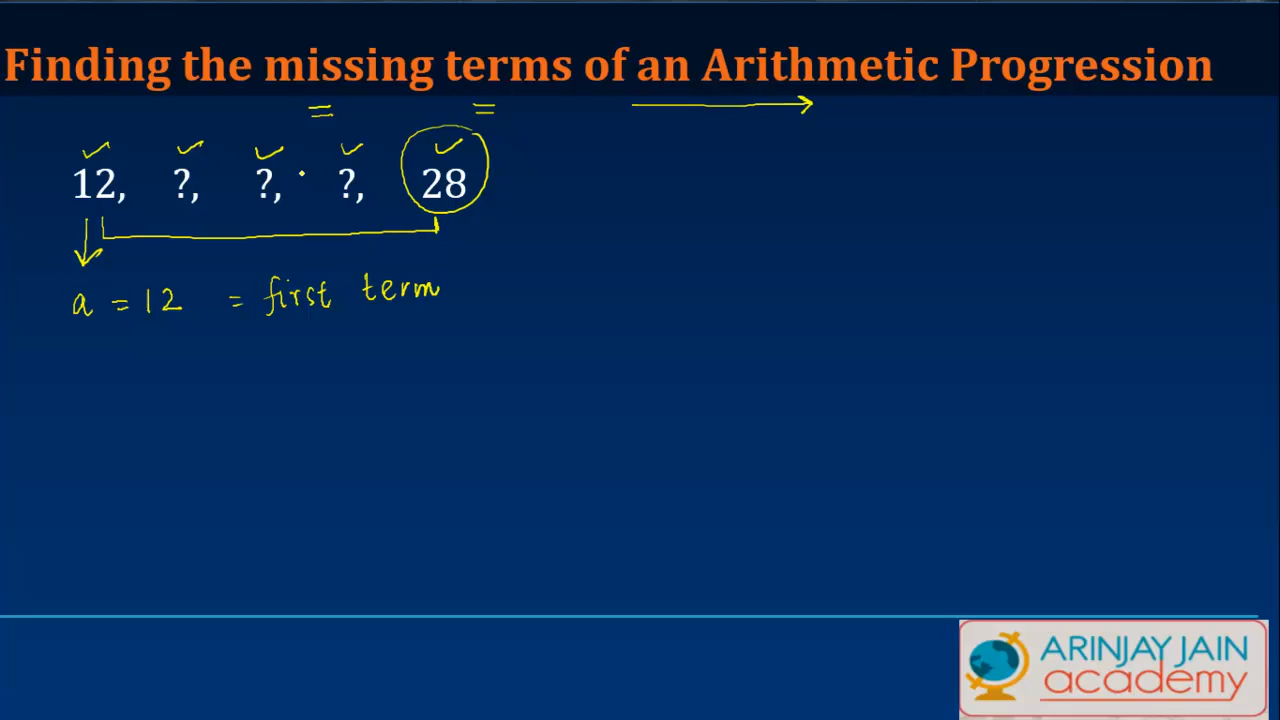 Finding the missing terms of an Arithmetic Progression
12, ?, ?, ?, 28
a = 12 = first term
ARINJAY JAIN
academy